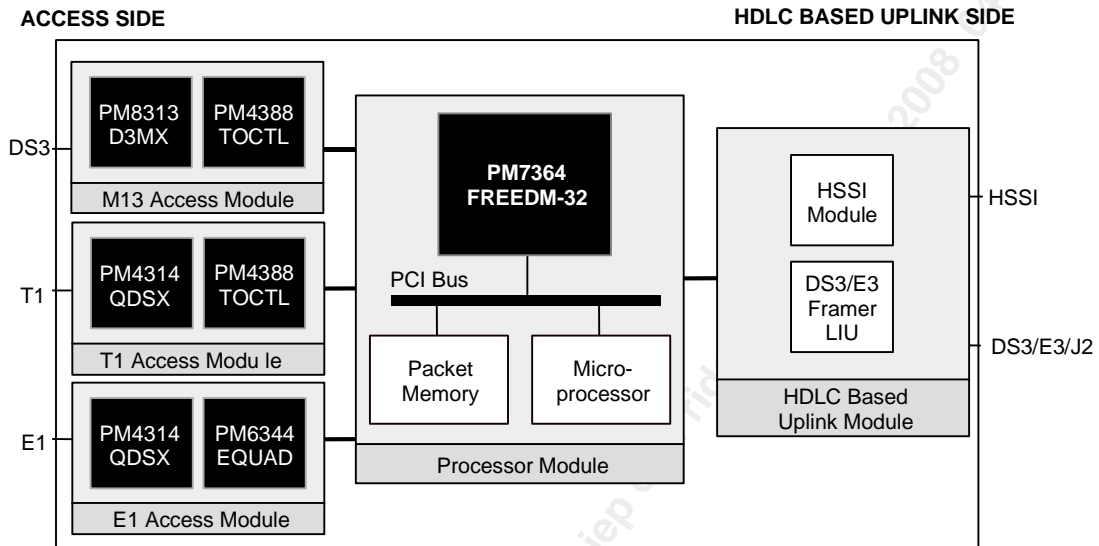 ACCESS SIDE
HDLC BASED UPLINK SIDE
DS3
PM8313
D3MX
PM4388
TOCTL
M13 Access Module
T1
PM4314
QDSX
PM4388
TOCTL
T1 Access Modu le
E1
PM4314
QDSX
PM6344
EQUAD
E1 Access Module
PM7364
FREEDM-32
PCI Bus
Packet
Memory
Micro-
processor
Processor Module
HSSI
Module
DS3/E3
Framer
LIU
HDLC Based
Uplink Module
HSSI
DS3/E3/J2
2008